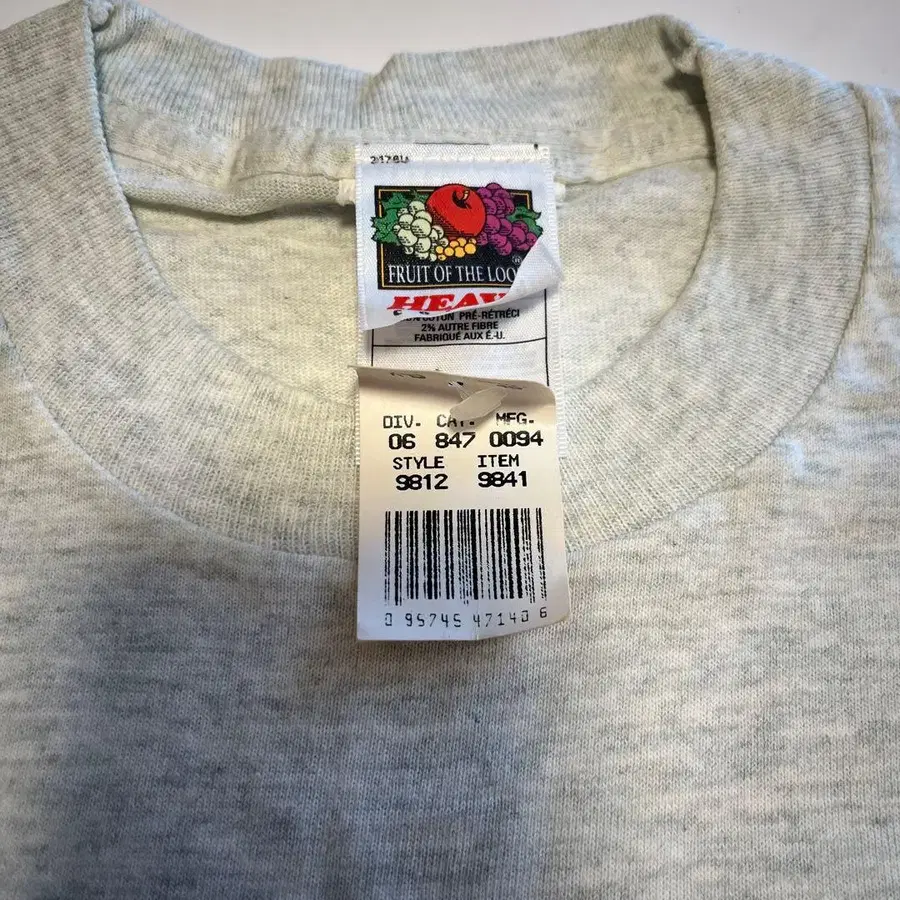 FRUIT OF THE LOO
®
HEAV
COTON PRÉ-RÉTRÉCI
2% AUTRE FIBRE
FABRIQUÉ AUX É.-U.
DIV. CAT. MFG.
06 847 0094
STYLE ITEM
9812 9841
0 95745 47140 6